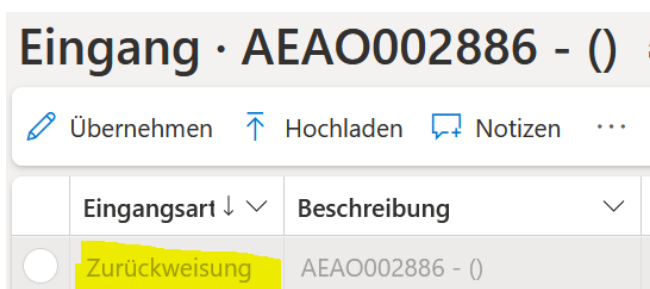 Eingang · AEAO002886 - ()
Übernehmen Hochladen Notizen ...
Eingangsart Beschreibung
Zurückweisung AEAO002886 - ()